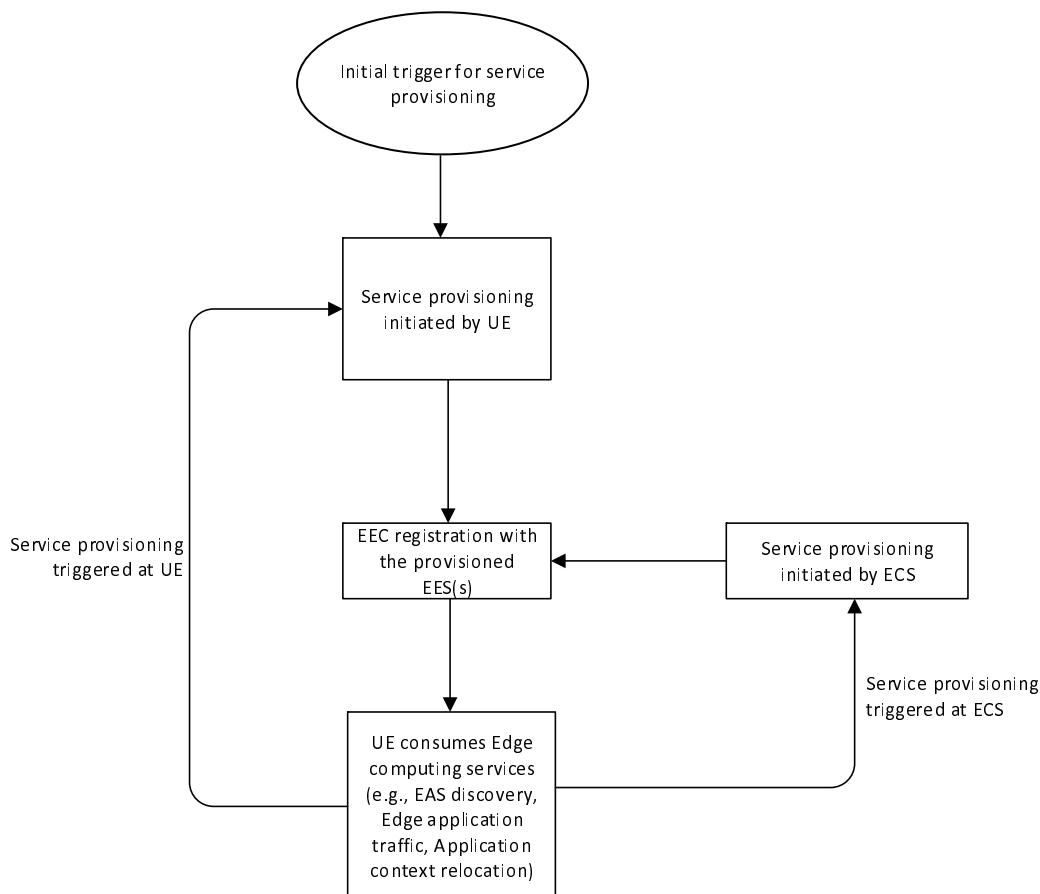 Initial trigger for service
provisioning
Service provisioning
initiated by UE
EEC registration with
the provisioned
EES(s)
Service provisioning
initiated by ECS
Service provisioning
triggered at UE
Service provisioning
triggered at ECS
UE consumes Edge
computing services
(e.g., EAS discovery,
Edge application
traffic, Application
context relocation)